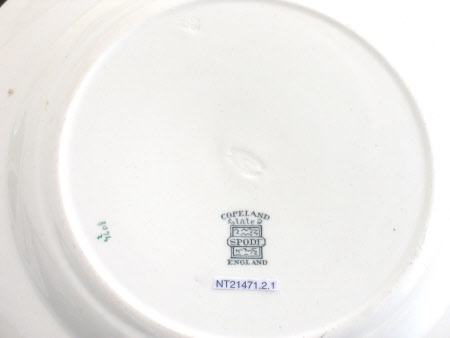 COPELAND
Late
SPODE
ENGLAND
NT21471.2.1